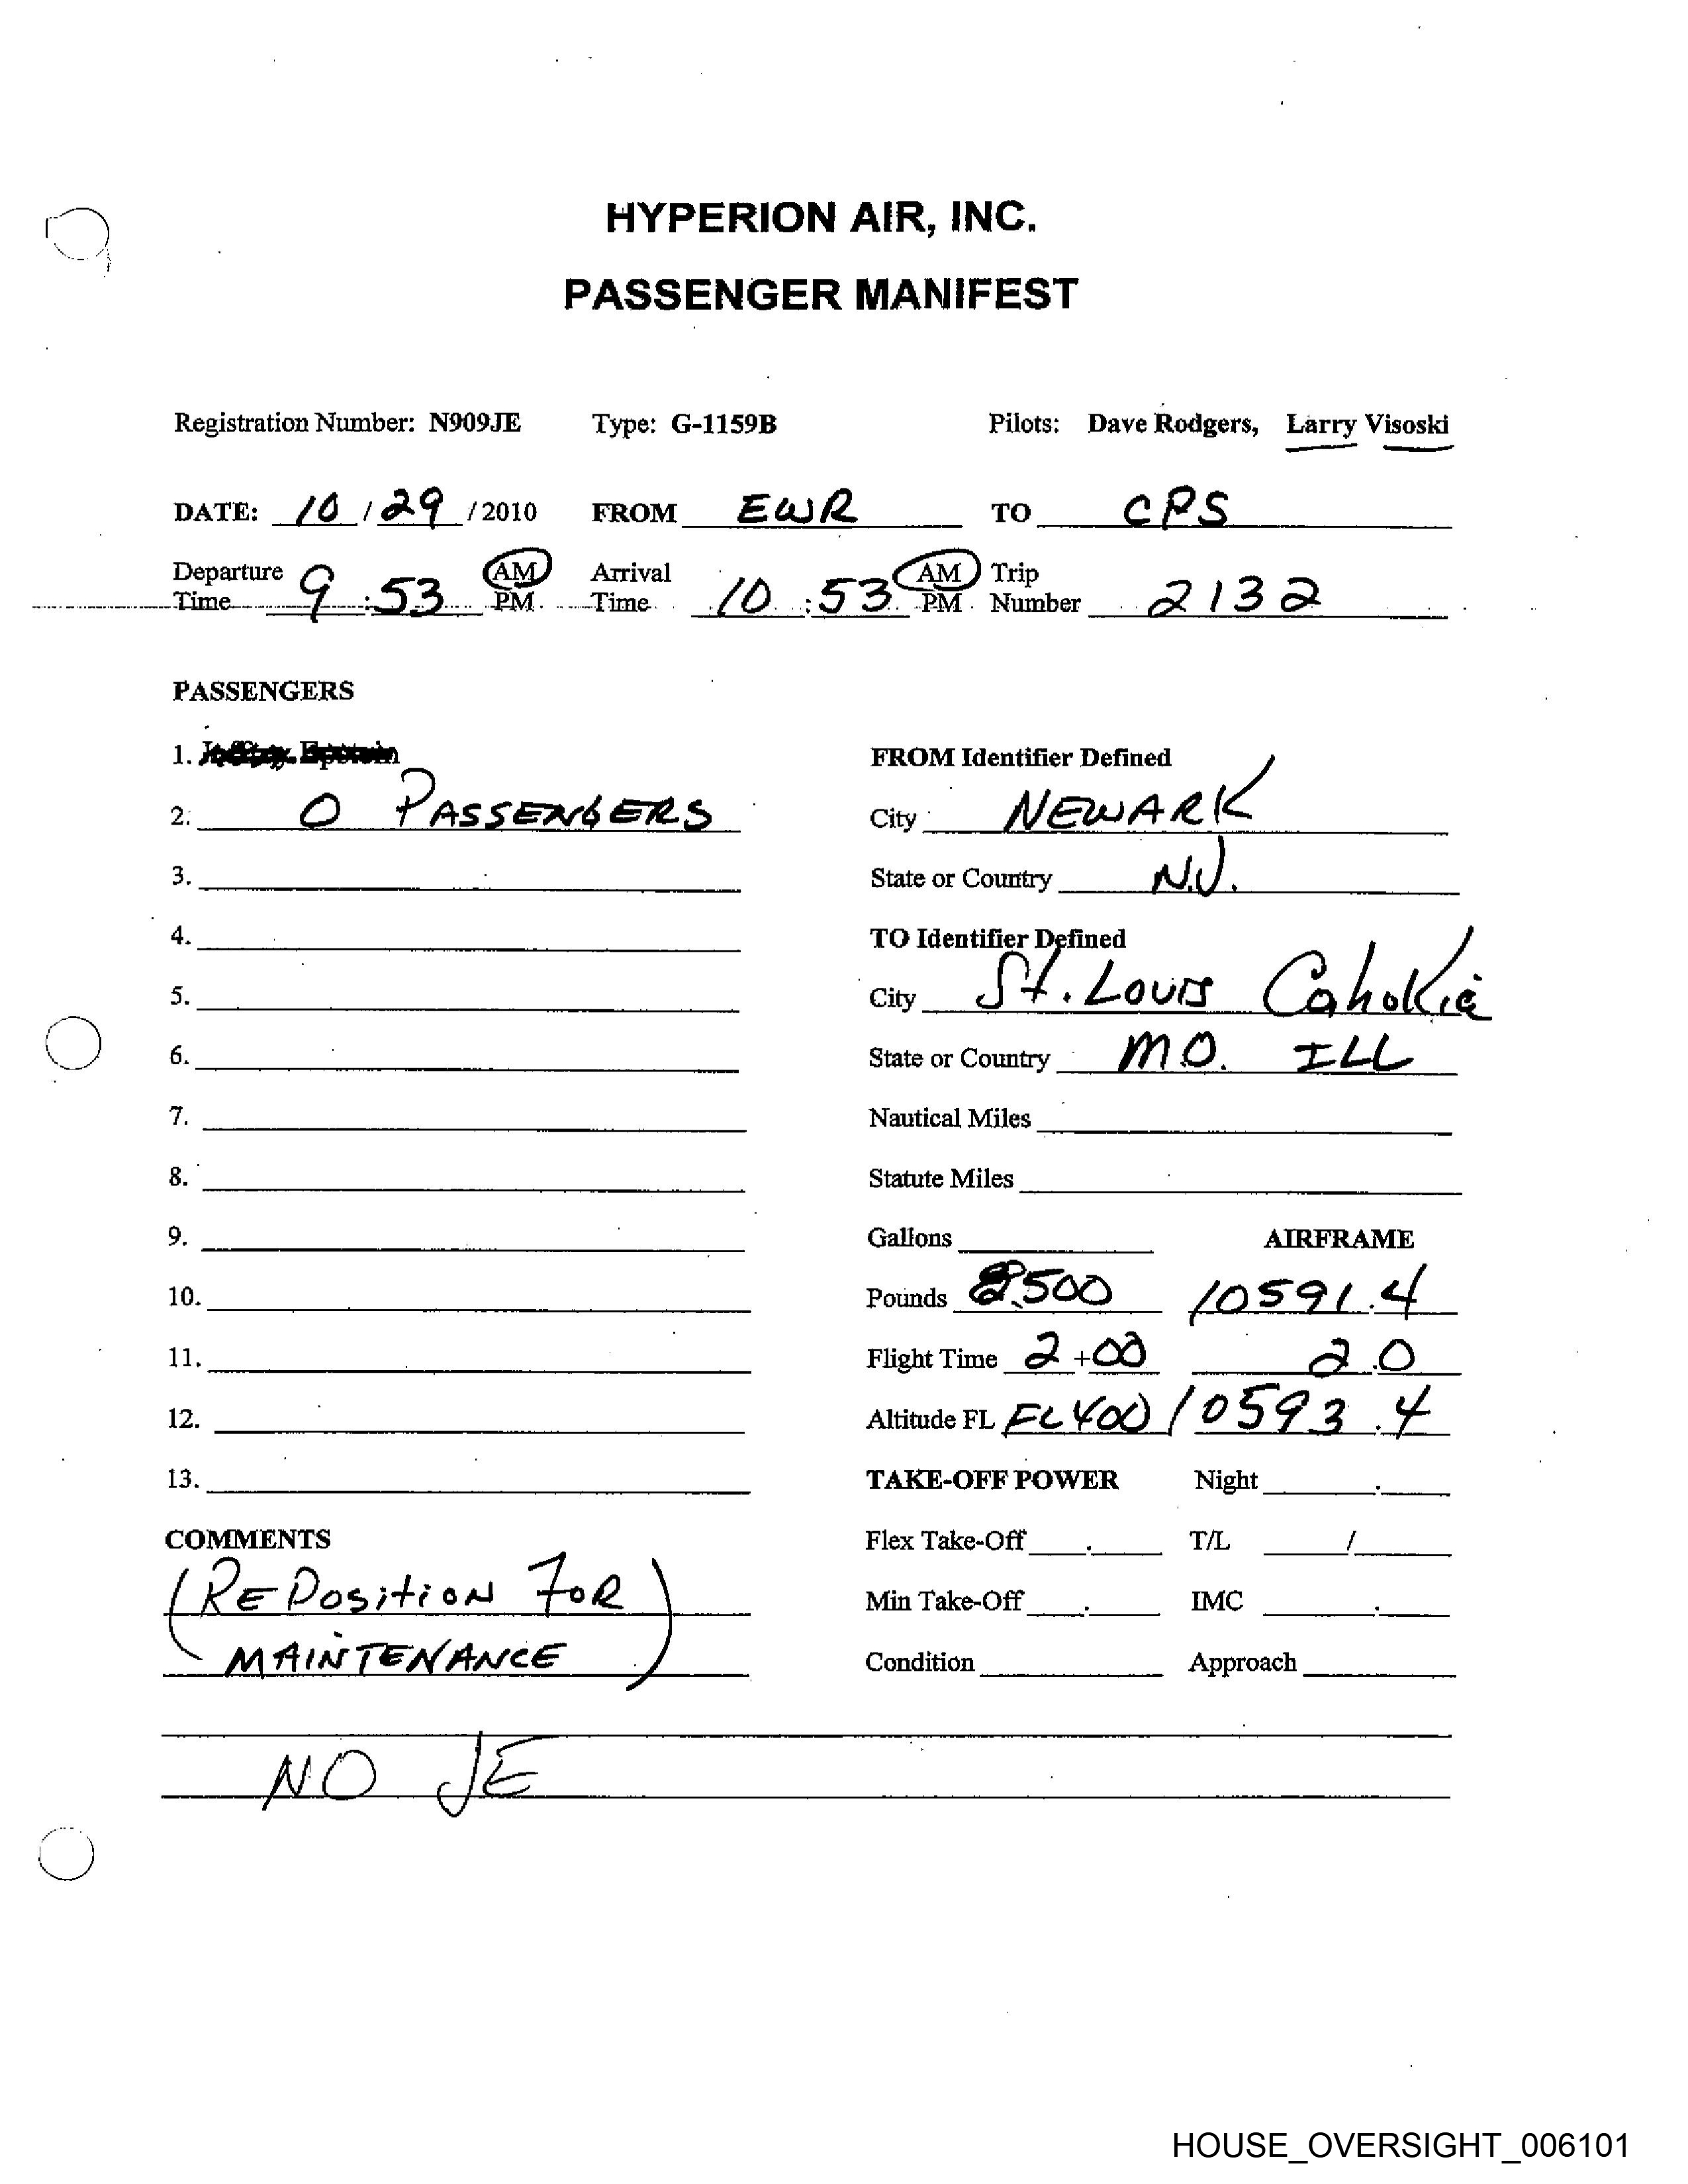 HYPERION AIR, INC.
PASSENGER MANIFEST
Registration Number: N909JE Type: G-1159B Pilots: Dave Rodgers, Larry Visoski
DATE: 10 / 29 / 2010 FROM EWR TO CPS
Departure Time 9 : 53 AM PM Arrival Time 10 : 53 AM PM Trip Number 2132
PASSENGERS
1. Jeffrey Epstein
FROM Identifier Defined
2. 0 PASSENGERS
City NEWARK
3.
State or Country N.J.
4.
TO Identifier Defined
5.
City St. LOUIS Cahokia
6.
State or Country MO. ILL
7.
Nautical Miles
8.
Statute Miles
9.
Gallons AIRFRAME
10.
Pounds 500 10591.4
11.
Flight Time 2 +00 2.0
12.
Altitude FL FL400 10593.4
13.
TAKE-OFF POWER Night
COMMENTS
Flex Take-Off . T/L /
(REPOSITION FOR
Min Take-Off . IMC .
MAINTENANCE)
Condition Approach
NO JE
HOUSE_OVERSIGHT_006101